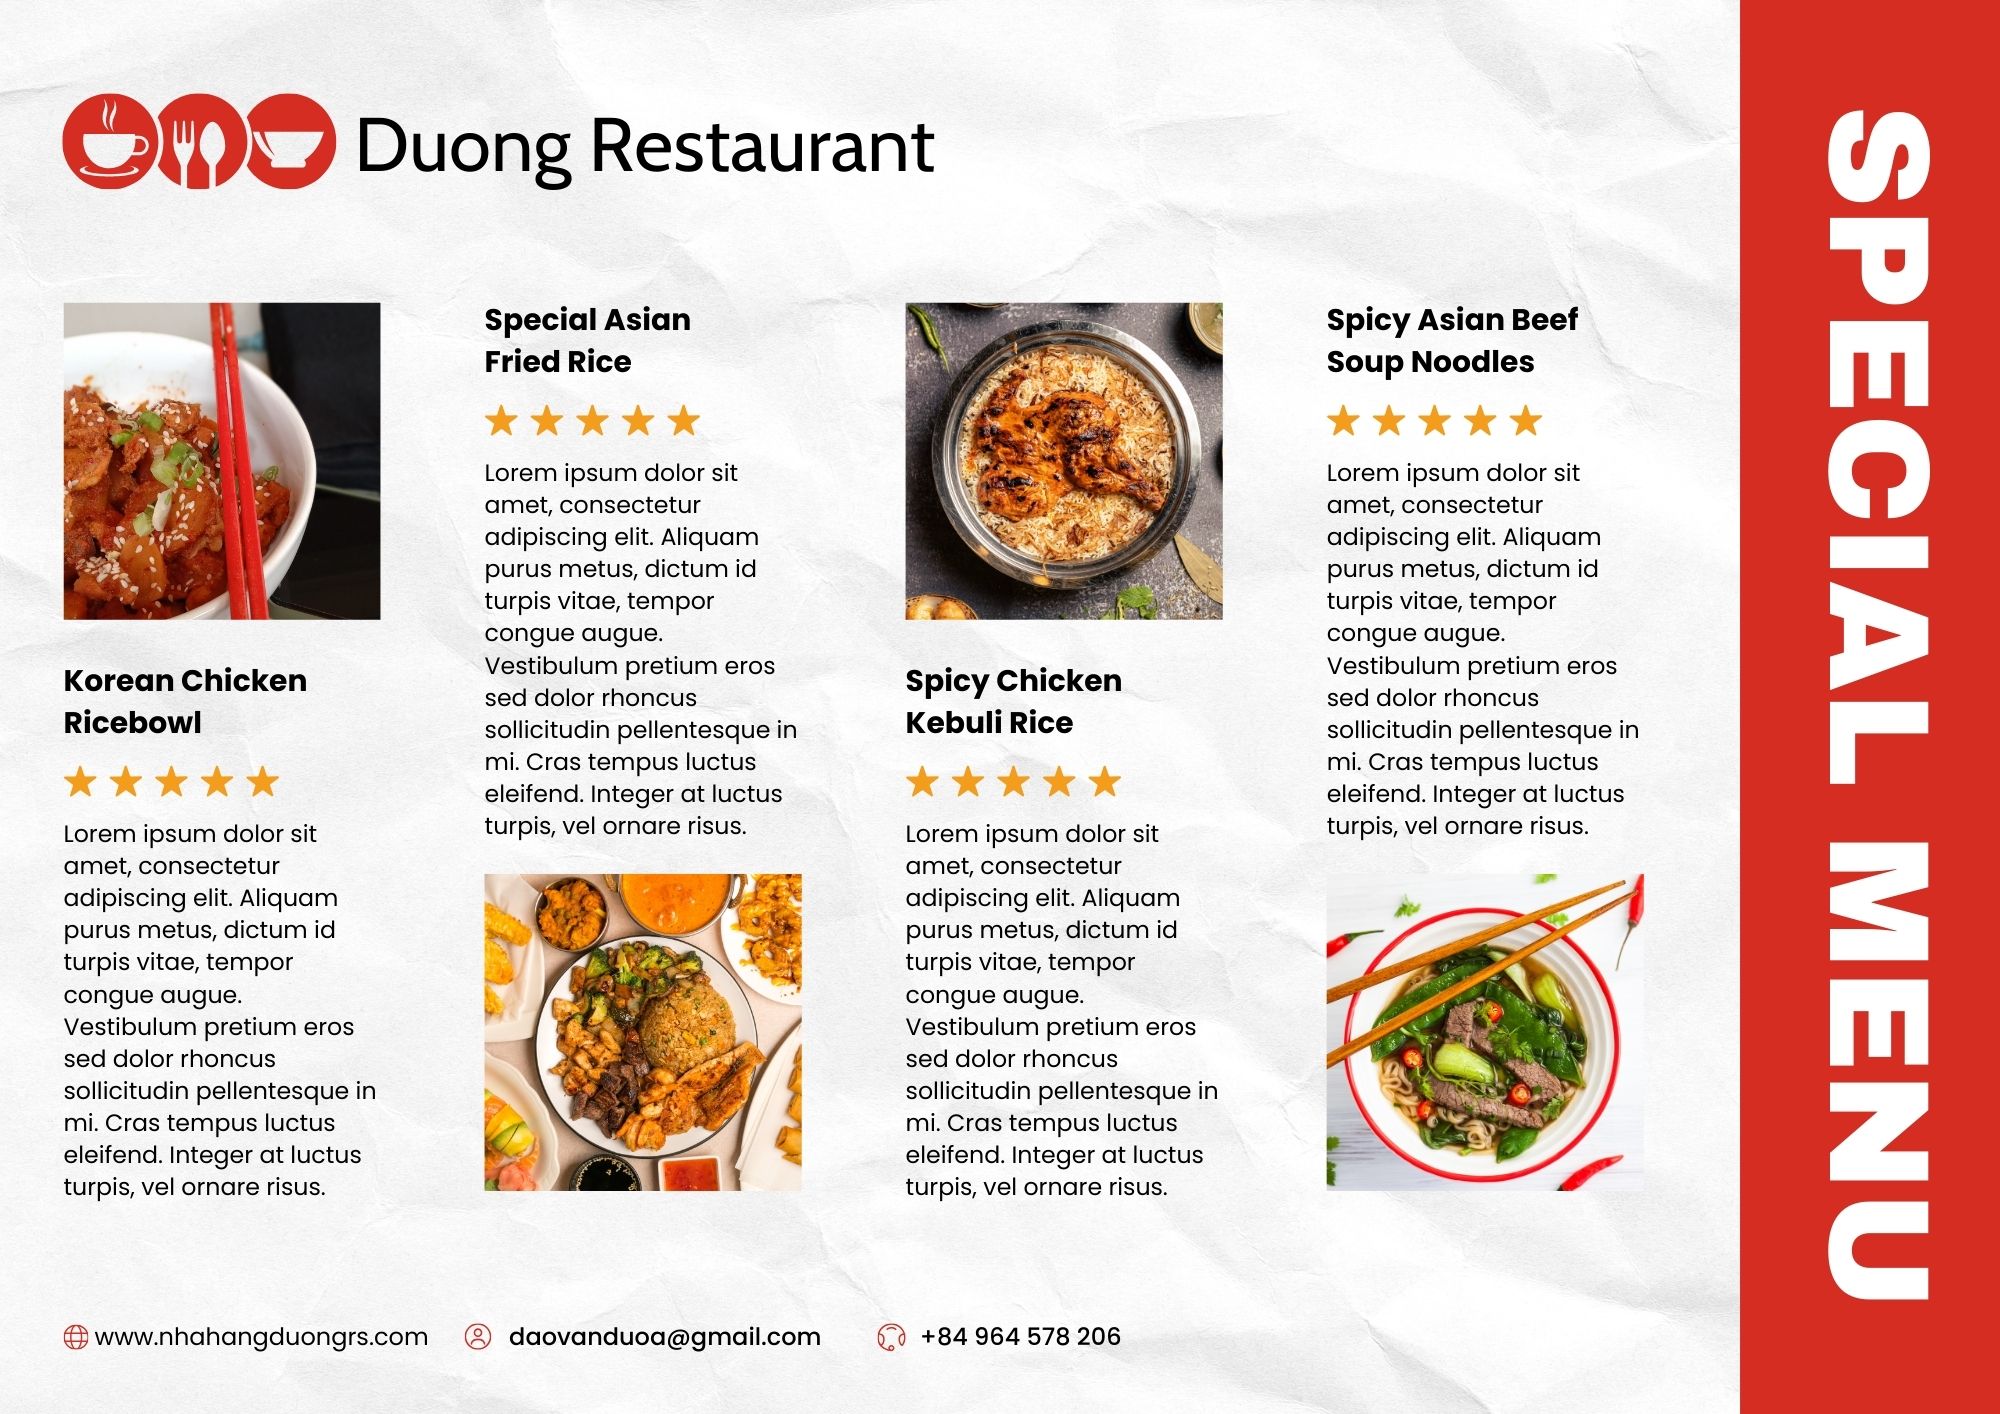 Duong Restaurant
Korean Chicken
Ricebowl
Lorem ipsum dolor sit
amet, consectetur
adipiscing elit. Aliquam
purus metus, dictum id
turpis vitae, tempor
congue augue.
Vestibulum pretium eros
sed dolor rhoncus
sollicitudin pellentesque in
mi. Cras tempus luctus
eleifend. Integer at luctus
turpis, vel ornare risus.
Special Asian
Fried Rice
Lorem ipsum dolor sit
amet, consectetur
adipiscing elit. Aliquam
purus metus, dictum id
turpis vitae, tempor
congue augue.
Vestibulum pretium eros
sed dolor rhoncus
sollicitudin pellentesque in
mi. Cras tempus luctus
eleifend. Integer at luctus
turpis, vel ornare risus.
Spicy Chicken
Kebuli Rice
Lorem ipsum dolor sit
amet, consectetur
adipiscing elit. Aliquam
purus metus, dictum id
turpis vitae, tempor
congue augue.
Vestibulum pretium eros
sed dolor rhoncus
sollicitudin pellentesque in
mi. Cras tempus luctus
eleifend. Integer at luctus
turpis, vel ornare risus.
Spicy Asian Beef
Soup Noodles
Lorem ipsum dolor sit
amet, consectetur
adipiscing elit. Aliquam
purus metus, dictum id
turpis vitae, tempor
congue augue.
Vestibulum pretium eros
sed dolor rhoncus
sollicitudin pellentesque in
mi. Cras tempus luctus
eleifend. Integer at luctus
turpis, vel ornare risus.
www.nhahangduongrs.com
daovanduoa@gmail.com
+84 964 578 206
SPECIAL MENU